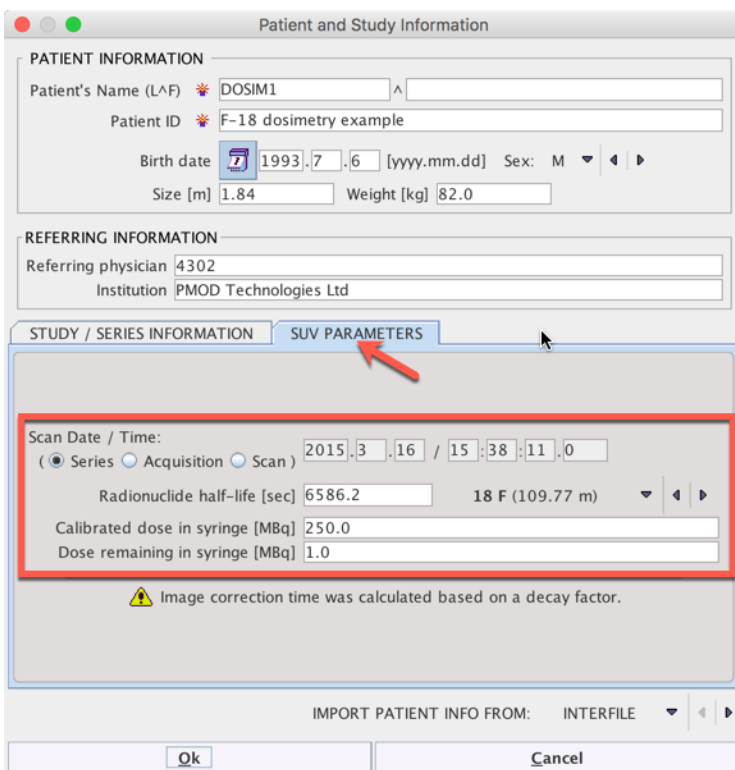 Patient and Study Information
PATIENT INFORMATION
Patient's Name (L^F) DOSIM1 ^
Patient ID F-18 dosimetry example
Birth date 7 1993 . 7 . 6 [yyyy.mm.dd] Sex: M
Size [m] 1.84 Weight [kg] 82.0
REFERRING INFORMATION
Referring physician 4302
Institution PMOD Technologies Ltd
STUDY / SERIES INFORMATION SUV PARAMETERS
Scan Date / Time:
( Series Acquisition Scan ) 2015 . 3 . 16 / 15 : 38 : 11 . 0
Radionuclide half-life [sec] 6586.2 18 F (109.77 m)
Calibrated dose in syringe [MBq] 250.0
Dose remaining in syringe [MBq] 1.0
Image correction time was calculated based on a decay factor.
IMPORT PATIENT INFO FROM: INTERFILE
Ok Cancel